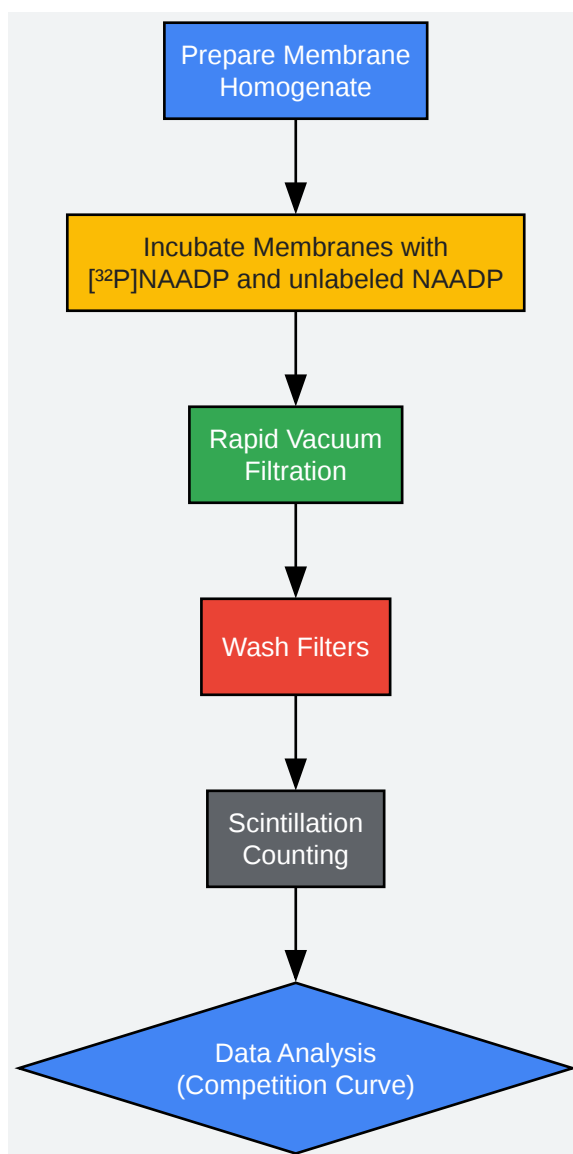 Prepare Membrane
Homogenate
Incubate Membranes with
[³²P]NAADP and unlabeled NAADP
Rapid Vacuum
Filtration
Wash Filters
Scintillation
Counting
Data Analysis
(Competition Curve)